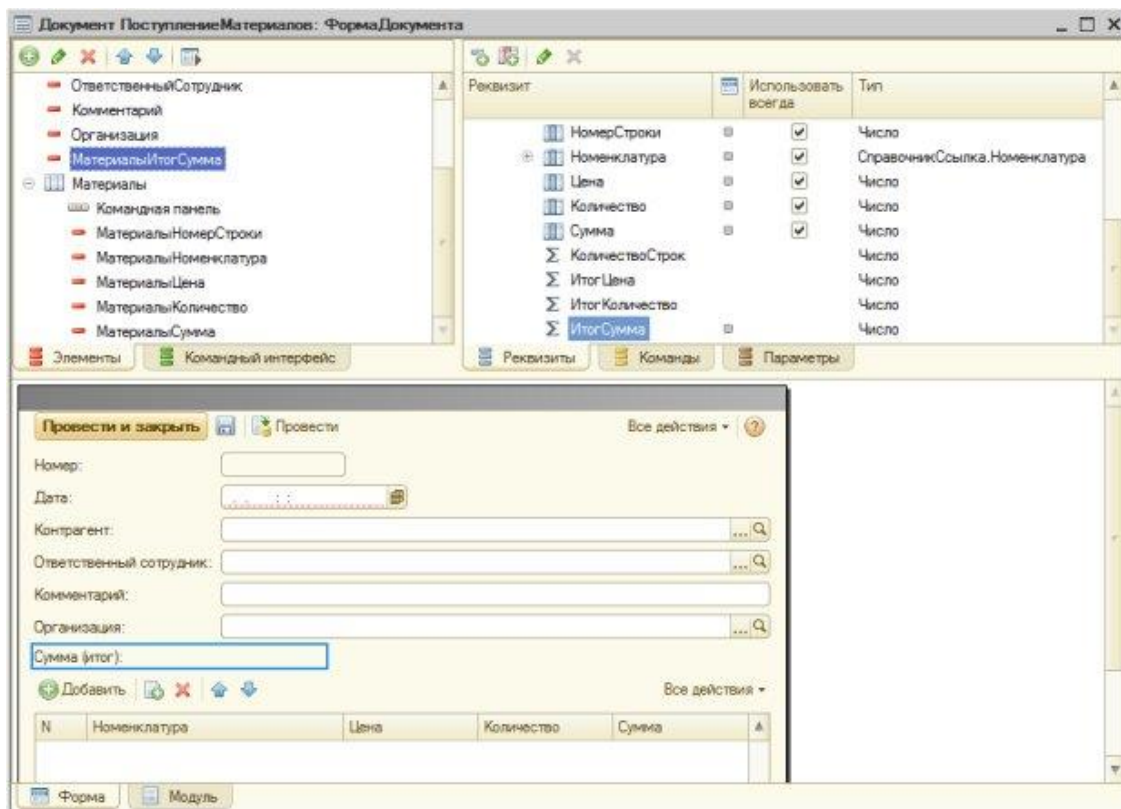 Документ ПоступлениеМатериалов: ФормаДокумента
ОтветственныйСотрудник
Комментарий
Организация
МатериалыИтогСумма
Материалы
Командная панель
МатериалыНомерСтроки
МатериалыНоменклатура
МатериалыЦена
МатериалыКоличество
МатериалыСумма
Элементы Командный интерфейс
Реквизит Использовать всегда Тип
НомерСтроки Число
Номенклатура СправочникСсылка.Номенклатура
Цена Число
Количество Число
Сумма Число
КоличествоСтрок Число
ИтогЦена Число
ИтогКоличество Число
ИтогСумма Число
Реквизиты Команды Параметры
Провести и закрыть Провести Все действия
Номер:
Дата:
Контрагент:
Ответственный сотрудник:
Комментарий:
Организация:
Сумма (итог):
Добавить Все действия
N Номенклатура Цена Количество Сумма
Форма Модуль